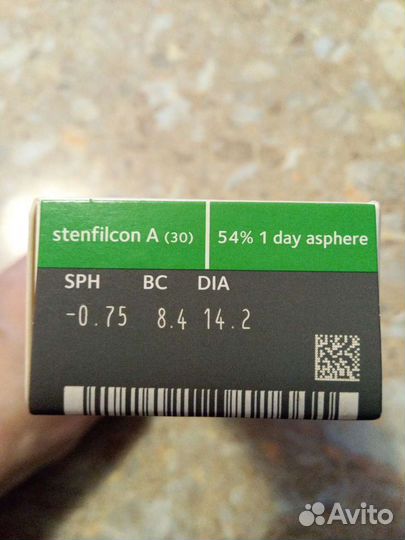 stenfilcon A (30) 54% 1 day asphere
SPH BC DIA
-0.75 8.4 14.2
Avito